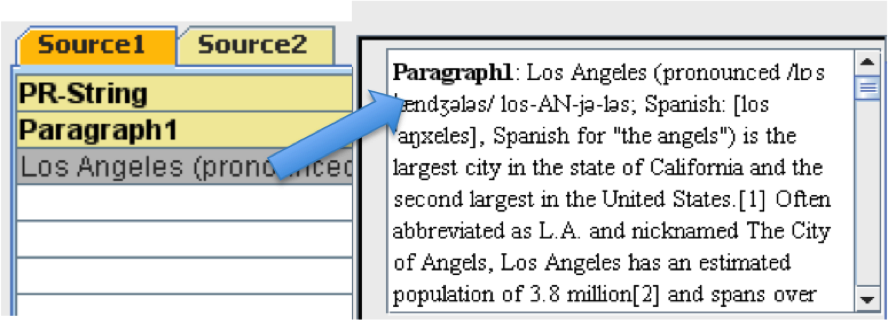 Source1 Source2
PR-String
Paragraph1
Los Angeles (pronounced
Paragraph1: Los Angeles (pronounced /lɒs
ˈændʒələs/ los-AN-jə-ləs; Spanish: [los
ˈaŋxeles], Spanish for "the angels") is the
largest city in the state of California and the
second largest in the United States.[1] Often
abbreviated as L.A. and nicknamed The City
of Angels, Los Angeles has an estimated
population of 3.8 million[2] and spans over